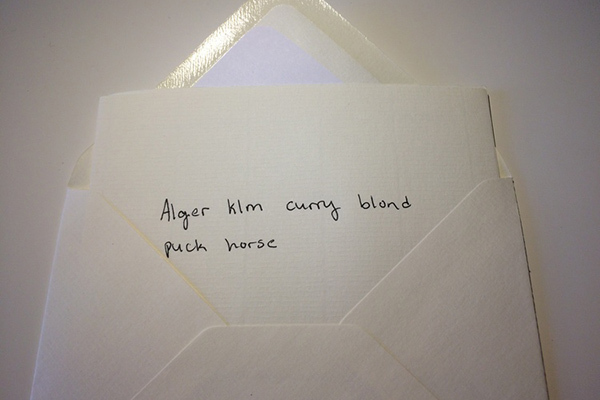 Alger klm curry blond
puck horse